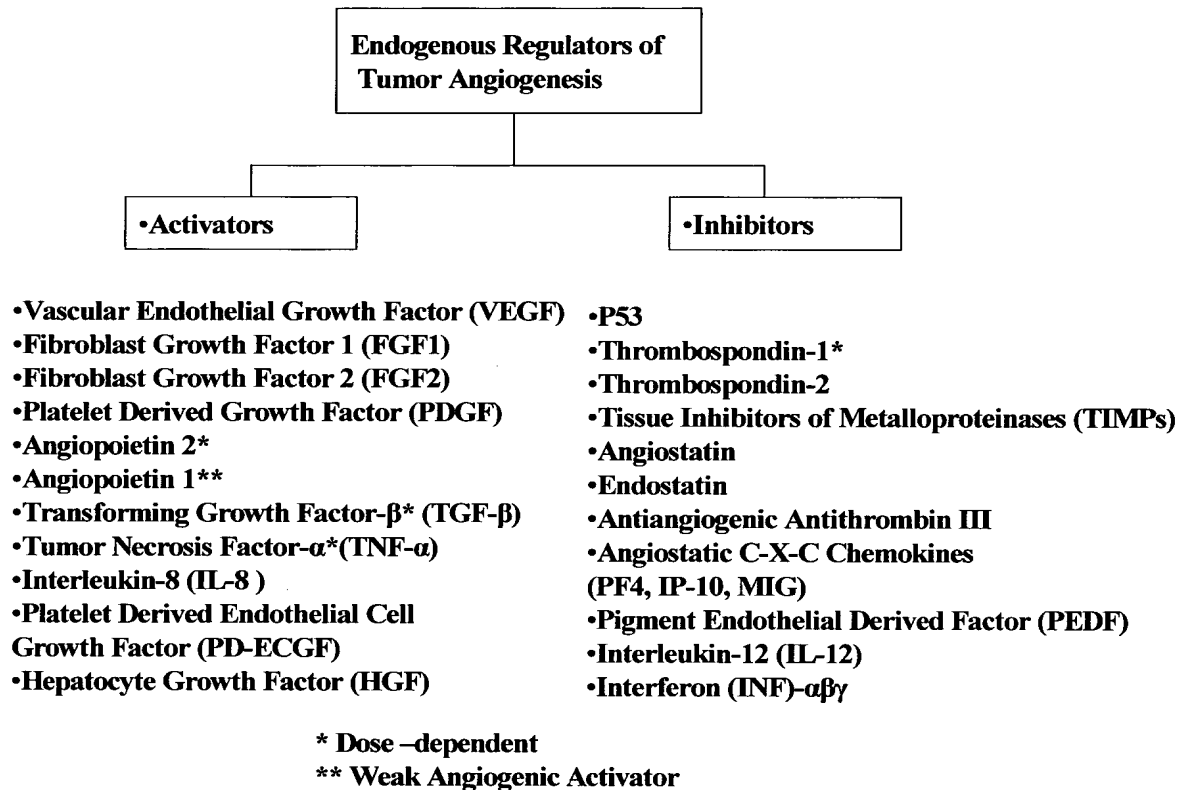 Endogenous Regulators of
Tumor Angiogenesis
•Activators
•Inhibitors
•Vascular Endothelial Growth Factor (VEGF)
•Fibroblast Growth Factor 1 (FGF1)
•Fibroblast Growth Factor 2 (FGF2)
•Platelet Derived Growth Factor (PDGF)
•Angiopoietin 2*
•Angiopoietin 1**
•Transforming Growth Factor-β* (TGF-β)
•Tumor Necrosis Factor-α*(TNF-α)
•Interleukin-8 (IL-8 )
•Platelet Derived Endothelial Cell
Growth Factor (PD-ECGF)
•Hepatocyte Growth Factor (HGF)
•P53
•Thrombospondin-1*
•Thrombospondin-2
•Tissue Inhibitors of Metalloproteinases (TIMPs)
•Angiostatin
•Endostatin
•Antiangiogenic Antithrombin III
•Angiostatic C-X-C Chemokines
(PF4, IP-10, MIG)
•Pigment Endothelial Derived Factor (PEDF)
•Interleukin-12 (IL-12)
•Interferon (INF)-αβγ
* Dose –dependent
** Weak Angiogenic Activator